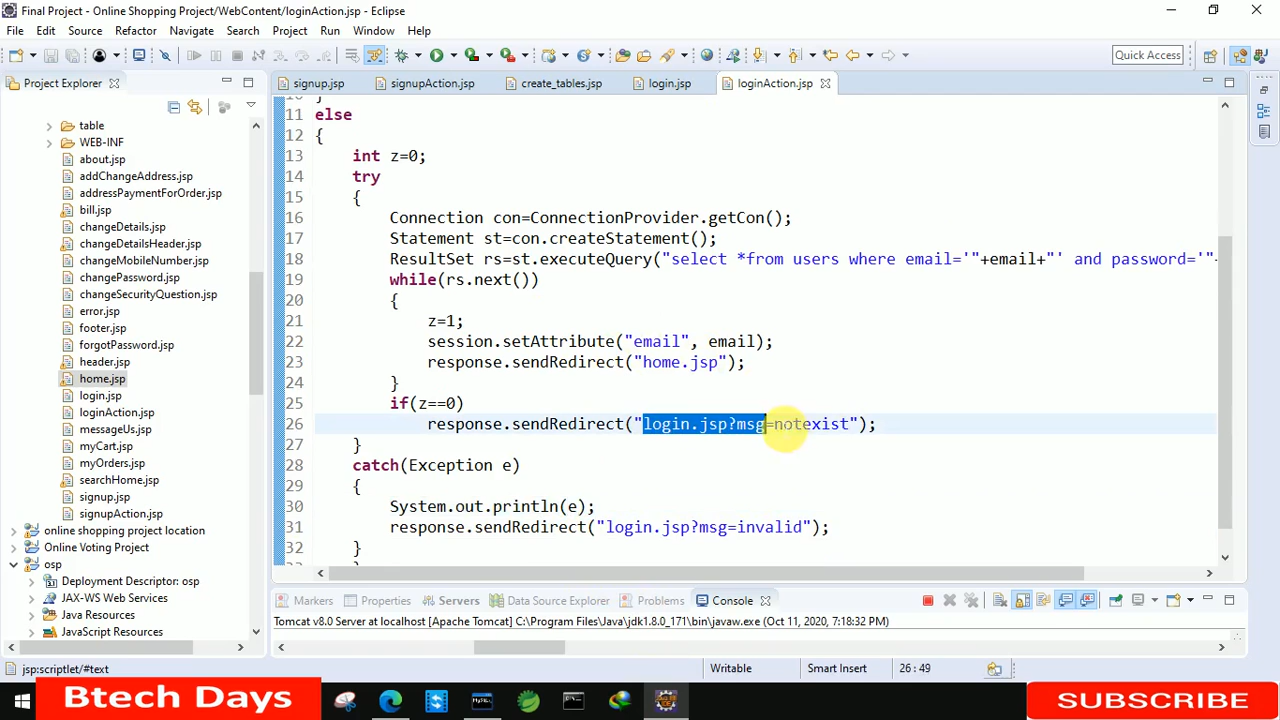 Final Project - Online Shopping Project/WebContent/loginAction.jsp - Eclipse
File Edit Source Refactor Navigate Search Project Run Window Help
Quick Access
Project Explorer
signup.jsp signupAction.jsp create_tables.jsp login.jsp loginAction.jsp
table
WEB-INF
about.jsp
addChangeAddress.jsp
addressPaymentForOrder.jsp
bill.jsp
changeDetails.jsp
changeDetailsHeader.jsp
changeMobileNumber.jsp
changePassword.jsp
changeSecurityQuestion.jsp
error.jsp
footer.jsp
forgotPassword.jsp
header.jsp
home.jsp
login.jsp
loginAction.jsp
messageUs.jsp
myCart.jsp
myOrders.jsp
searchHome.jsp
signup.jsp
signupAction.jsp
online shopping project location
Online Voting Project
osp
Deployment Descriptor: osp
JAX-WS Web Services
Java Resources
JavaScript Resources
10 }
11 else
12 {
13 int z=0;
14 try
15 {
16 Connection con=ConnectionProvider.getCon();
17 Statement st=con.createStatement();
18 ResultSet rs=st.executeQuery("select *from users where email='"+email+"' and password='"+
19 while(rs.next())
20 {
21 z=1;
22 session.setAttribute("email", email);
23 response.sendRedirect("home.jsp");
24 }
25 if(z==0)
26 response.sendRedirect("login.jsp?msg=notexist");
27 }
28 catch(Exception e)
29 {
30 System.out.println(e);
31 response.sendRedirect("login.jsp?msg=invalid");
32 }
Markers Properties Servers Data Source Explorer Problems Console
Tomcat v8.0 Server at localhost [Apache Tomcat] C:\Program Files\Java\jdk1.8.0_171\bin\javaw.exe (Oct 11, 2020, 7:18:32 PM)
jsp:scriptlet/#text Writable Smart Insert 26 : 49
Btech Days
SUBSCRIBE